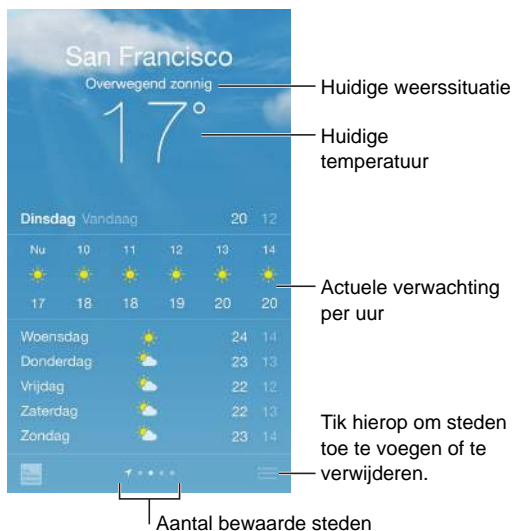 San Francisco
Overwegend zonnig
Huidige weerssituatie
17°
Huidige
temperatuur
Dinsdag Vandaag 20 12
Nu 10 11 12 13 14
17 18 18 19 20 20
Actuele verwachting
per uur
Woensdag 24 14
Donderdag 23 13
Vrijdag 22 12
Zaterdag 22 13
Zondag 23 14
Tik hierop om steden
toe te voegen of te
verwijderen.
Aantal bewaarde steden